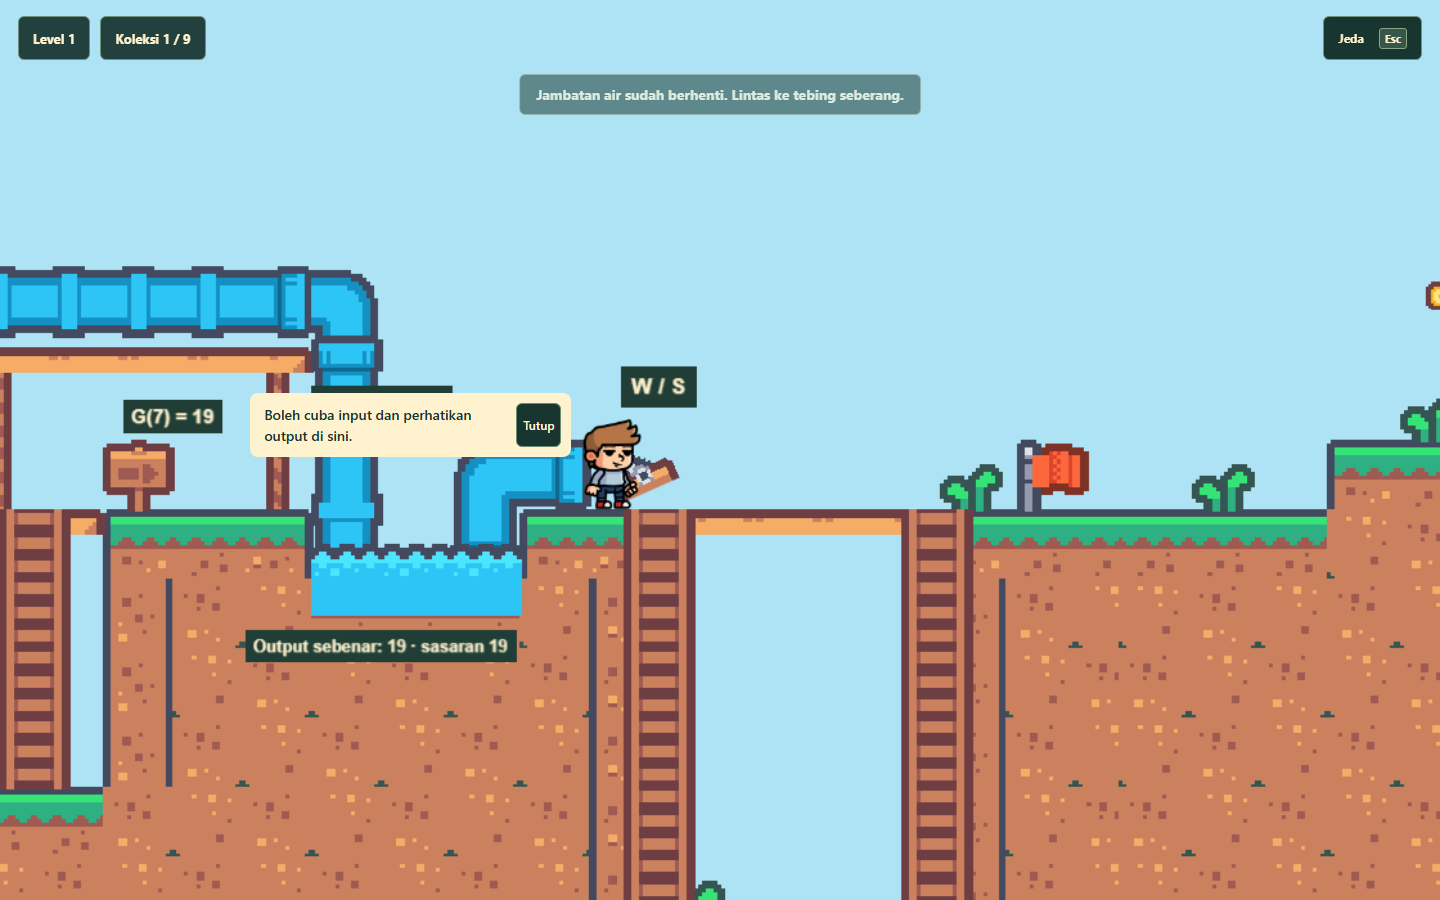 Level 1
Koleksi 1 / 9
Jeda
Esc
Jambatan air sudah berhenti. Lintas ke tebing seberang.
W / S
G(7) = 19
Boleh cuba input dan perhatikan
output di sini.
Tutup
Output sebenar: 19 · sasaran 19